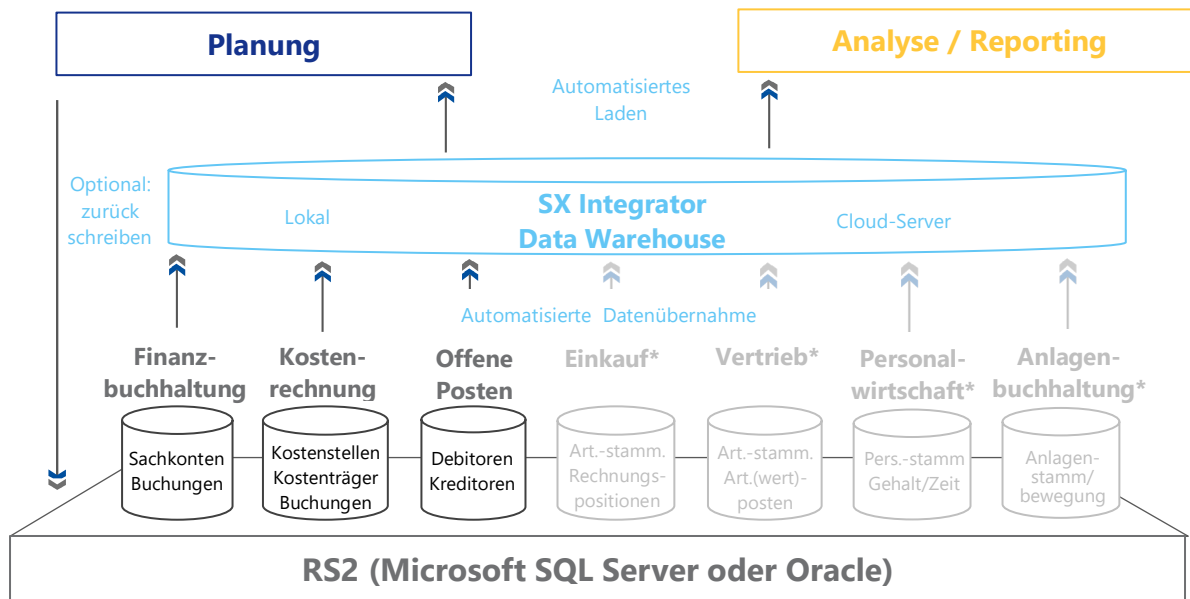 Planung
Analyse / Reporting
Automatisiertes
Laden
Optional:
zurück
schreiben
Lokal
SX Integrator
Data Warehouse
Cloud-Server
Automatisierte Datenübernahme
Finanz-
buchhaltung
Kosten-
rechnung
Offene
Posten
Einkauf*
Vertrieb*
Personal-
wirtschaft*
Anlagen-
buchhaltung*
Sachkonten
Buchungen
Kostenstellen
Kostenträger
Buchungen
Debitoren
Kreditoren
Art.-stamm.
Rechnungs-
positionen
Art.-stamm.
Art.(wert)-
posten
Pers.-stamm
Gehalt/Zeit
Anlagen-
stamm/
bewegung
RS2 (Microsoft SQL Server oder Oracle)